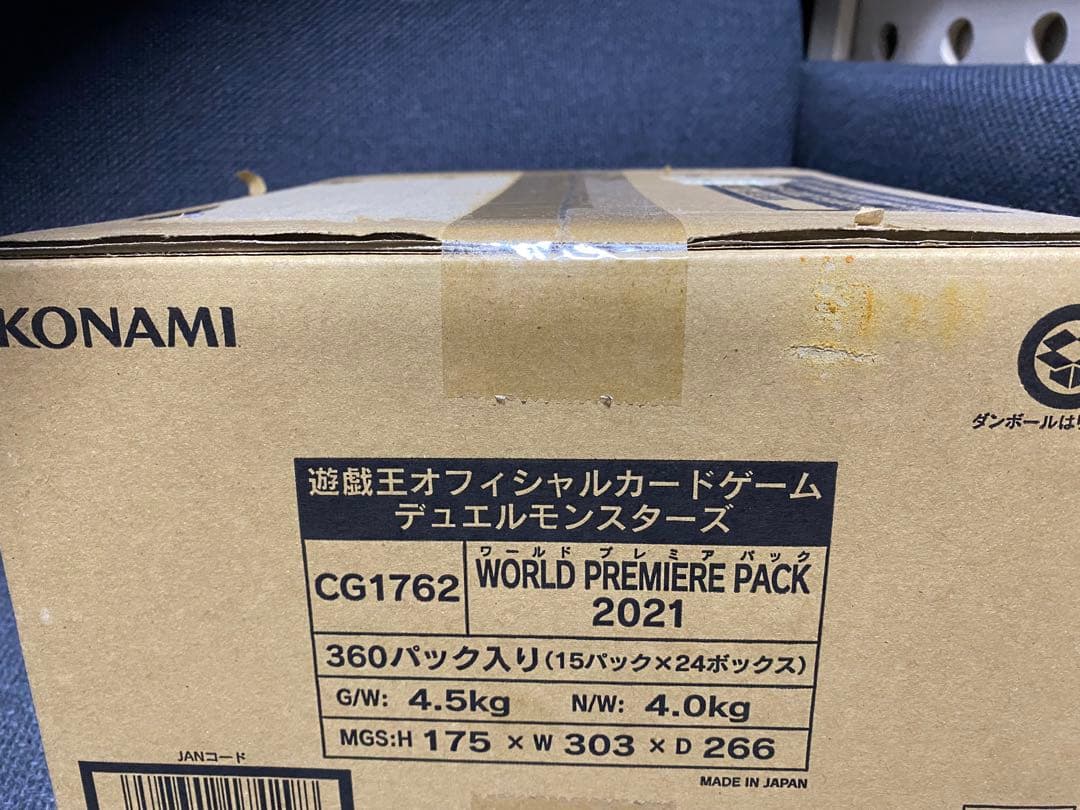 KONAMI
ダンボールは
遊戯王オフィシャルカードゲーム
デュエルモンスターズ
CG1762
ワールド プレミア パック
WORLD PREMIERE PACK
2021
360パック入り(15パック×24ボックス)
G/W: 4.5kg N/W: 4.0kg
MGS:H 175 × W 303 × D 266
JANコード
MADE IN JAPAN